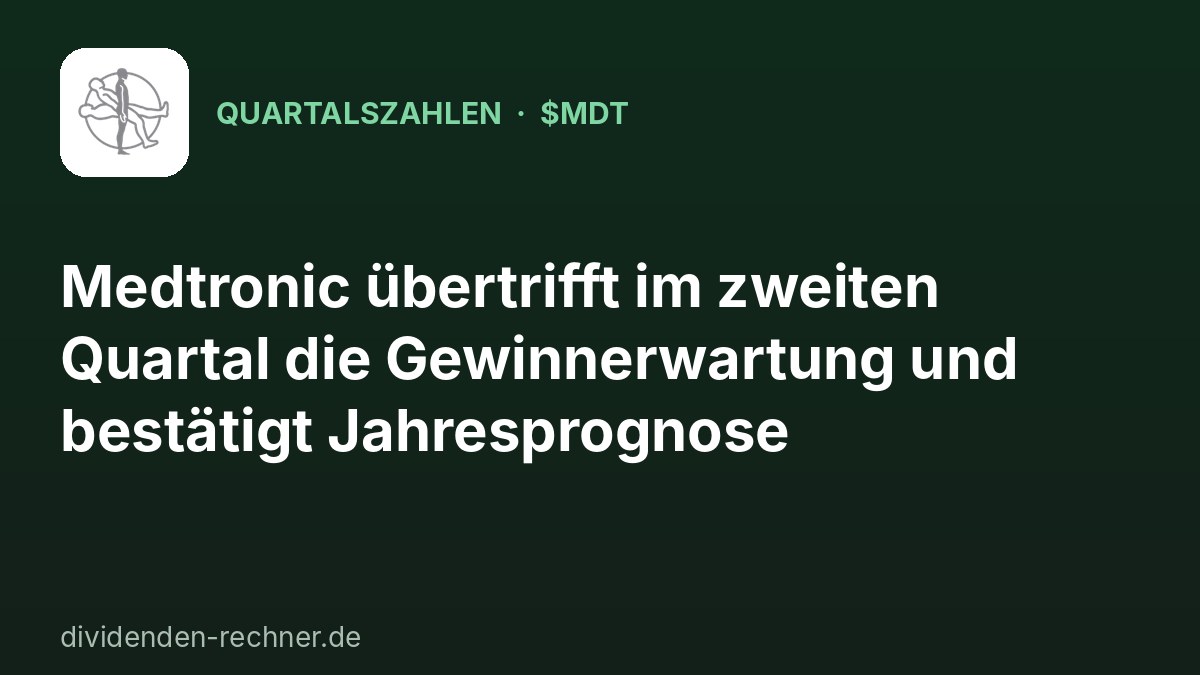 QUARTALSZAHLEN · $MDT
Medtronic übertrifft im zweiten
Quartal die Gewinnerwartung und
bestätigt Jahresprognose
dividenden-rechner.de